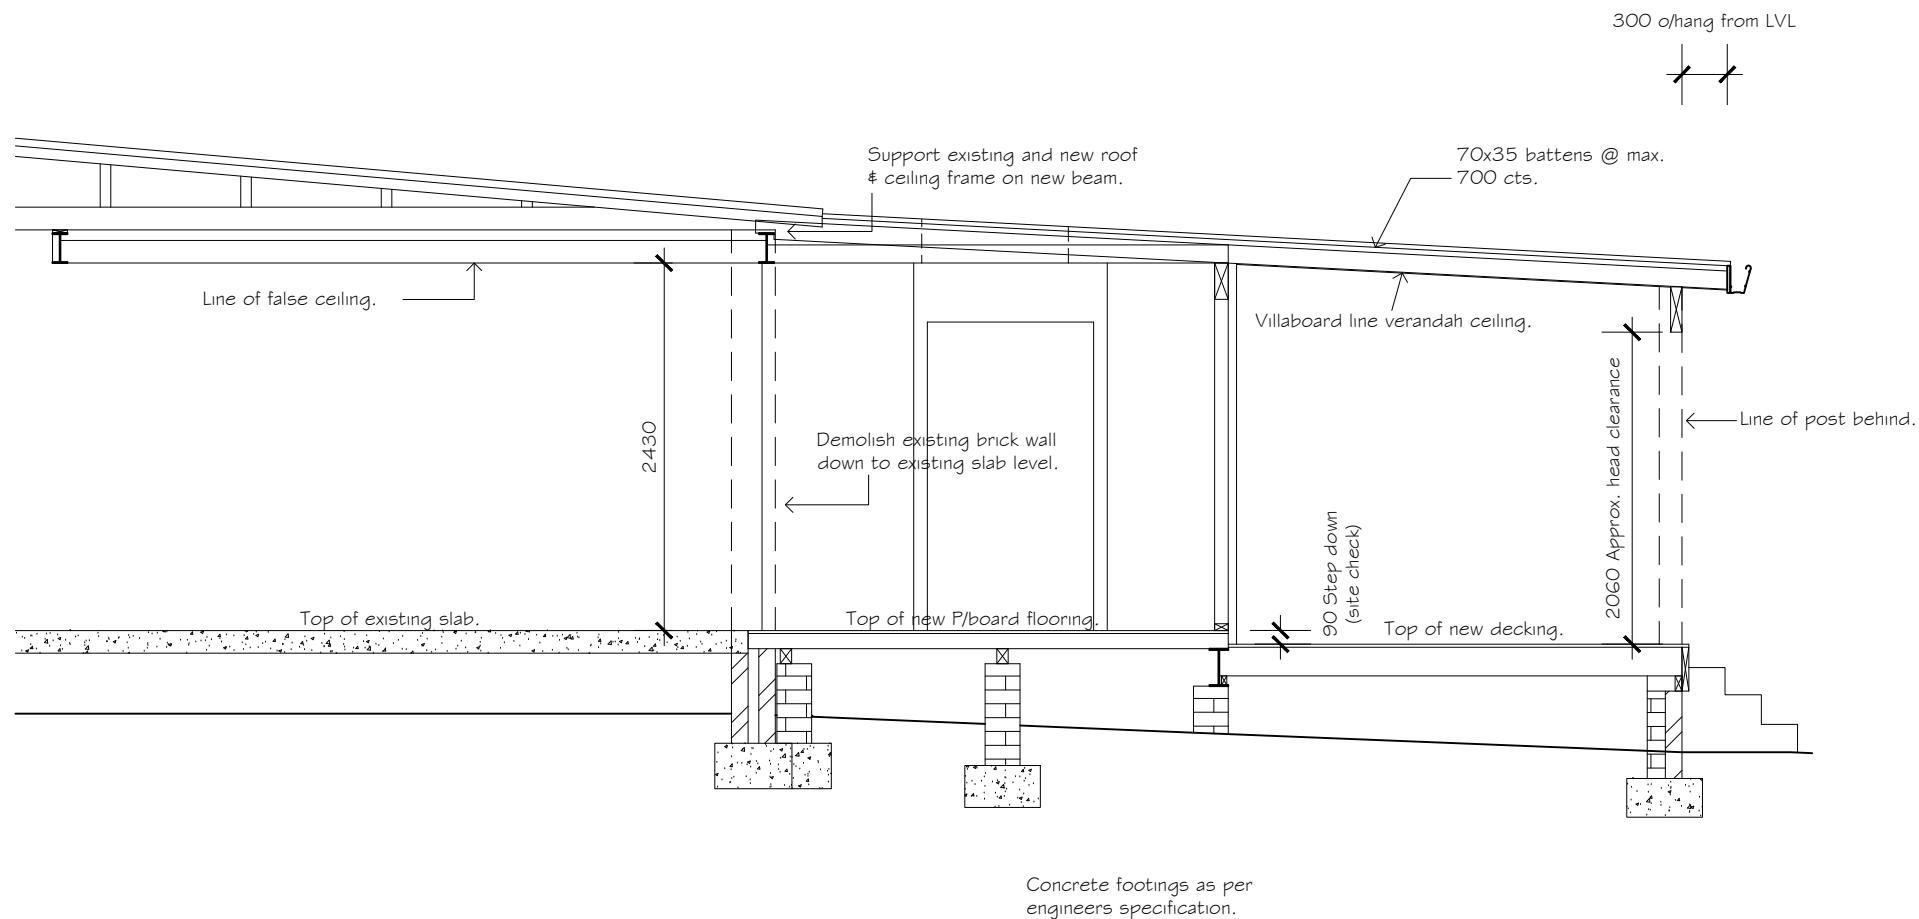 300 o/hang from LVL
Support existing and new roof
& ceiling frame on new beam.
70x35 battens @ max.
700 cts.
Line of false ceiling.
Villaboard line verandah ceiling.
2430
Demolish existing brick wall
down to existing slab level.
2060 Approx. head clearance
Line of post behind.
90 Step down
(site check)
Top of existing slab.
Top of new P/board flooring.
Top of new decking.
Concrete footings as per
engineers specification.